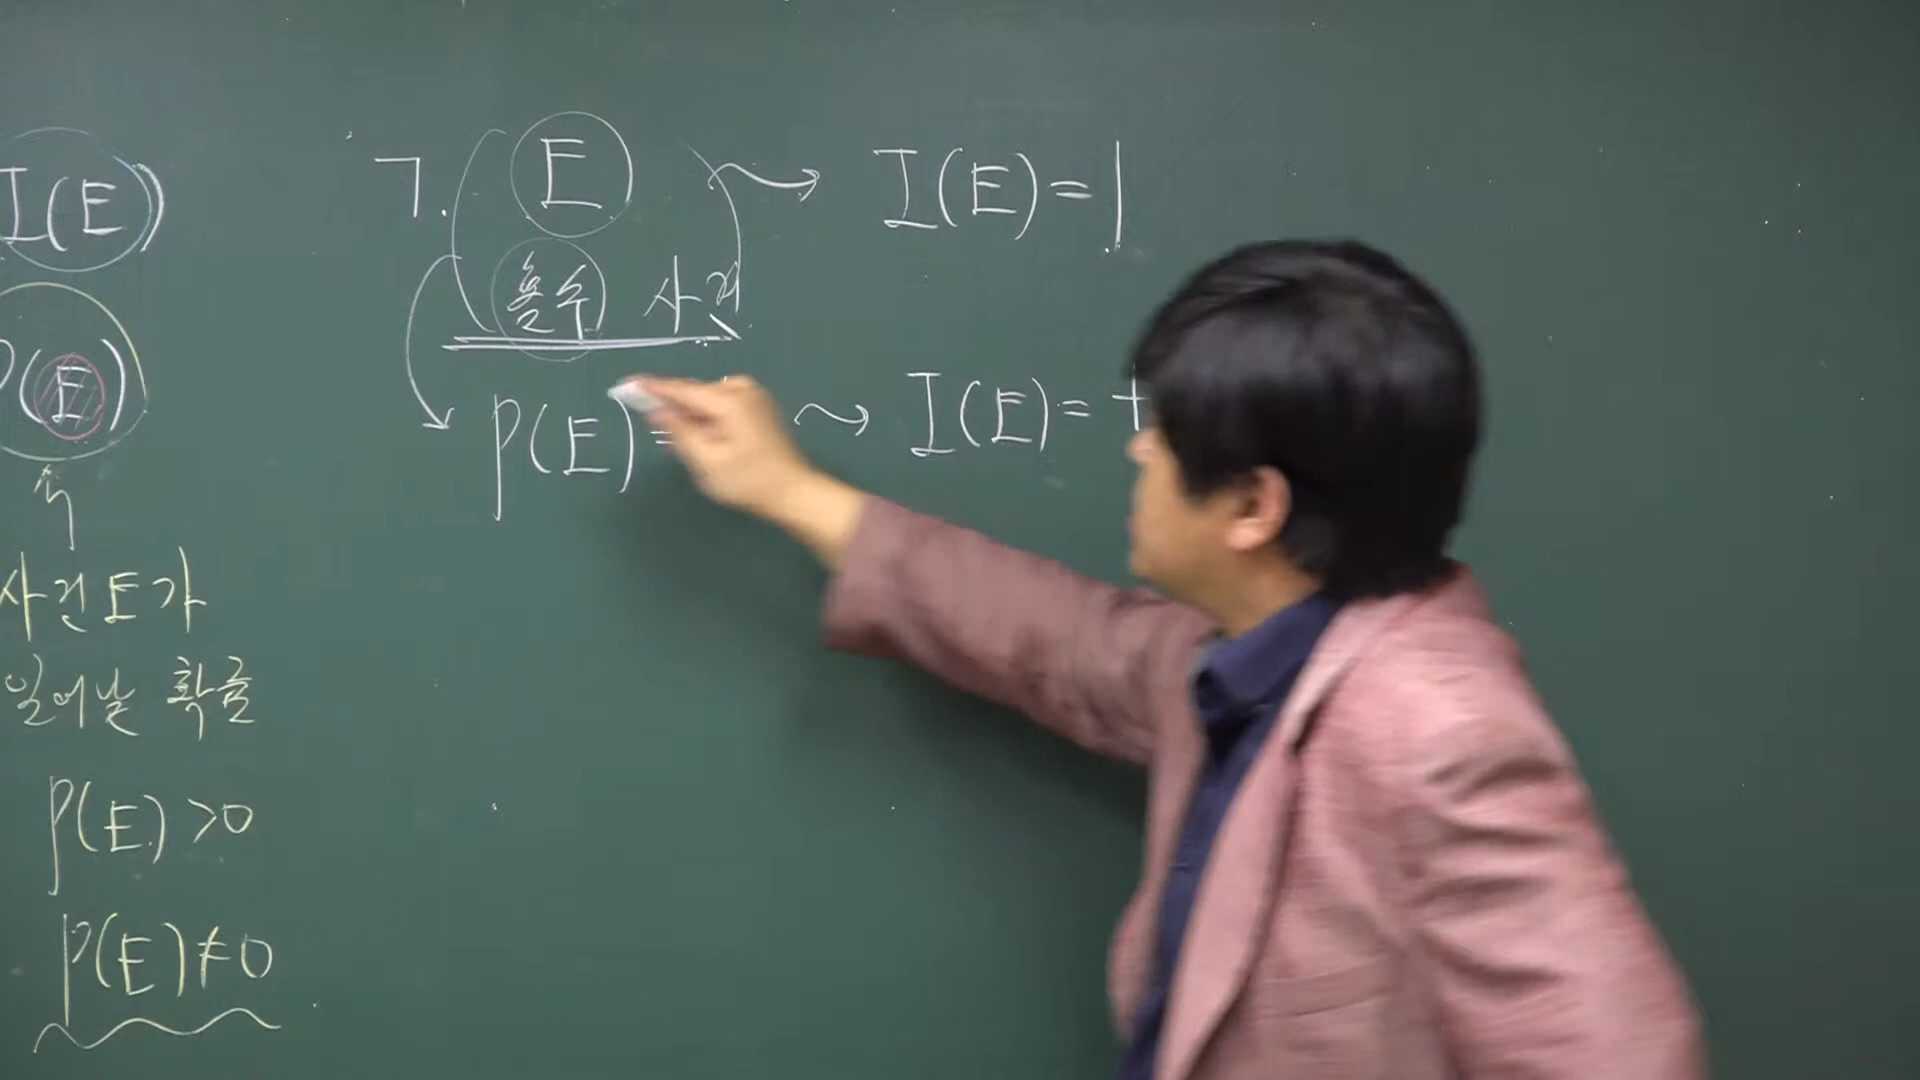 I(E)
P(E)
사건 E가
일어날 확률
P(E) >0
P(E)≠0
ㄱ. E
홀수 사건
I(E)=1
P(E)=
I(E)=